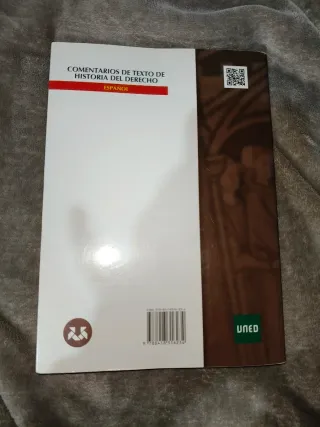 COMENTARIOS DE TEXTO DE
HISTORIA DEL DERECHO
ESPAÑOL
UNED